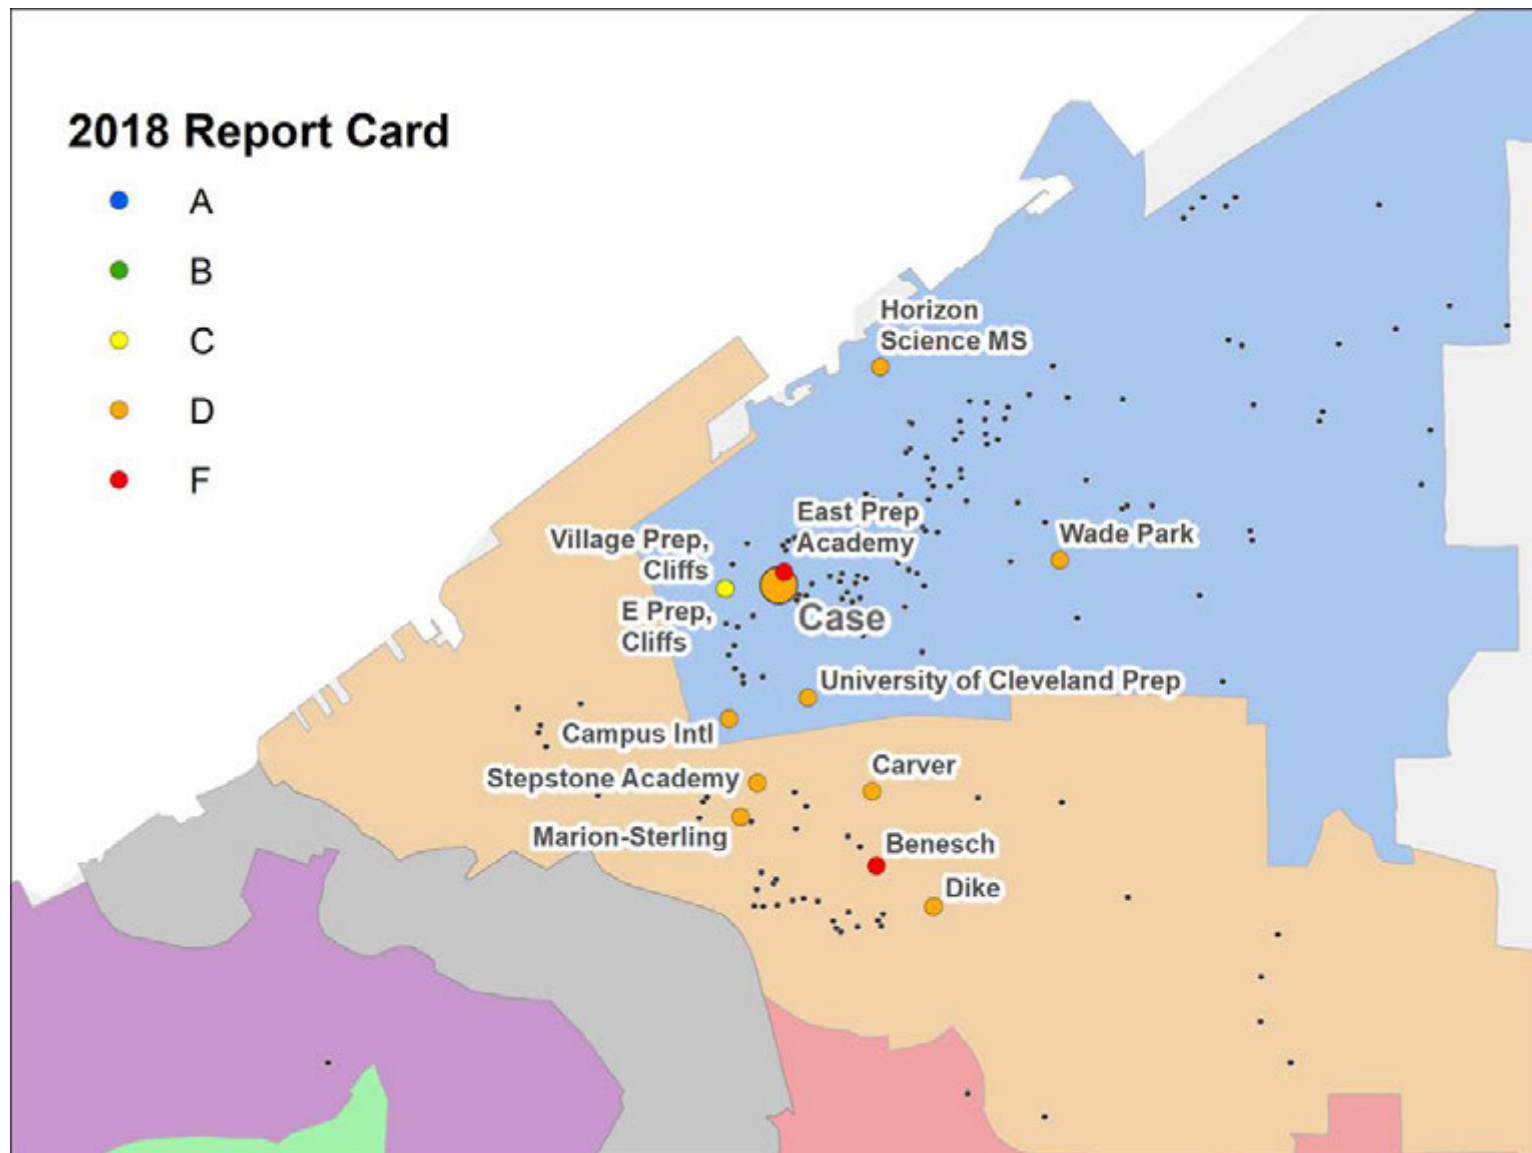 2018 Report Card
A
B
C
D
F
Horizon
Science MS
East Prep
Academy
Village Prep,
Cliffs
Wade Park
E Prep,
Cliffs
Case
University of Cleveland Prep
Campus Intl
Stepstone Academy
Carver
Marion-Sterling
Benesch
Dike